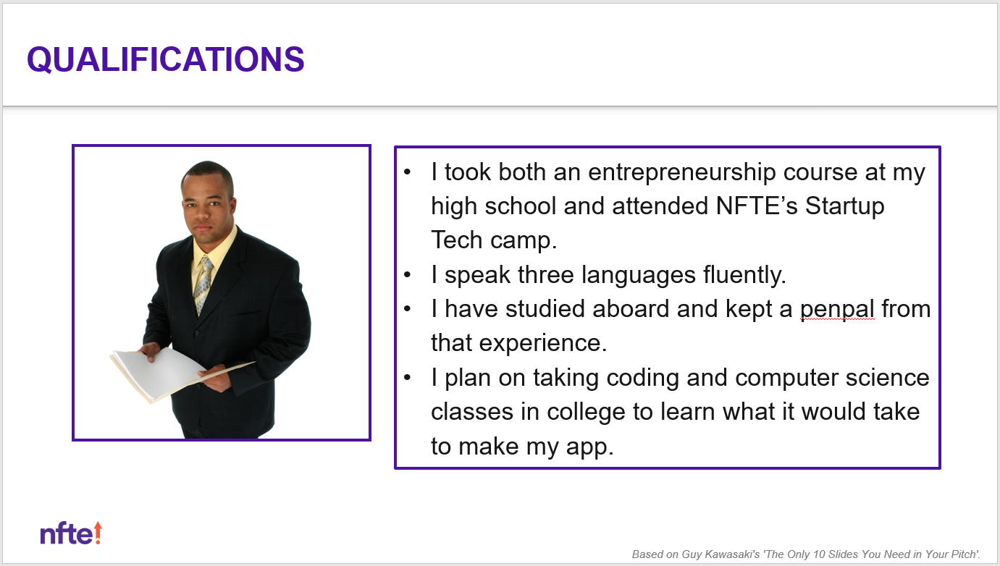 QUALIFICATIONS
• I took both an entrepreneurship course at my
high school and attended NFTE’s Startup
Tech camp.
• I speak three languages fluently.
• I have studied aboard and kept a penpal from
that experience.
• I plan on taking coding and computer science
classes in college to learn what it would take
to make my app.
nfte!
Based on Guy Kawasaki's 'The Only 10 Slides You Need in Your Pitch'.